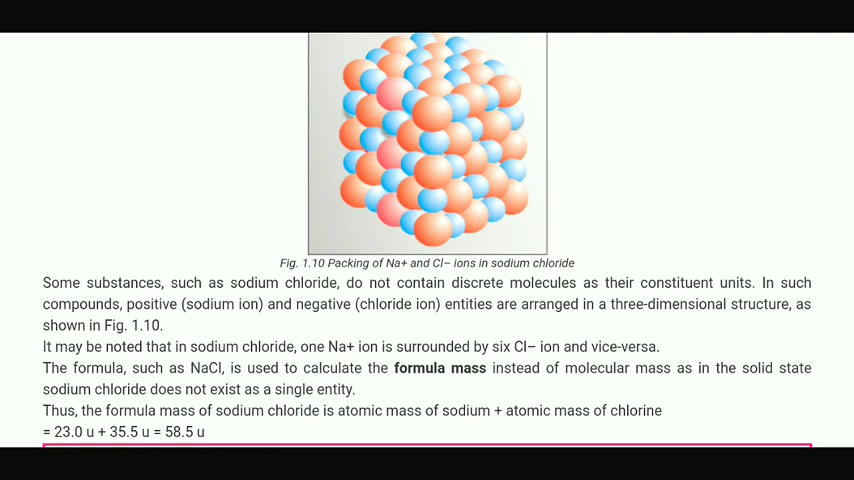 Fig. 1.10 Packing of Na+ and Cl– ions in sodium chloride
Some substances, such as sodium chloride, do not contain discrete molecules as their constituent units. In such
compounds, positive (sodium ion) and negative (chloride ion) entities are arranged in a three-dimensional structure, as
shown in Fig. 1.10.
It may be noted that in sodium chloride, one Na+ ion is surrounded by six Cl– ion and vice-versa.
The formula, such as NaCl, is used to calculate the formula mass instead of molecular mass as in the solid state
sodium chloride does not exist as a single entity.
Thus, the formula mass of sodium chloride is atomic mass of sodium + atomic mass of chlorine
= 23.0 u + 35.5 u = 58.5 u